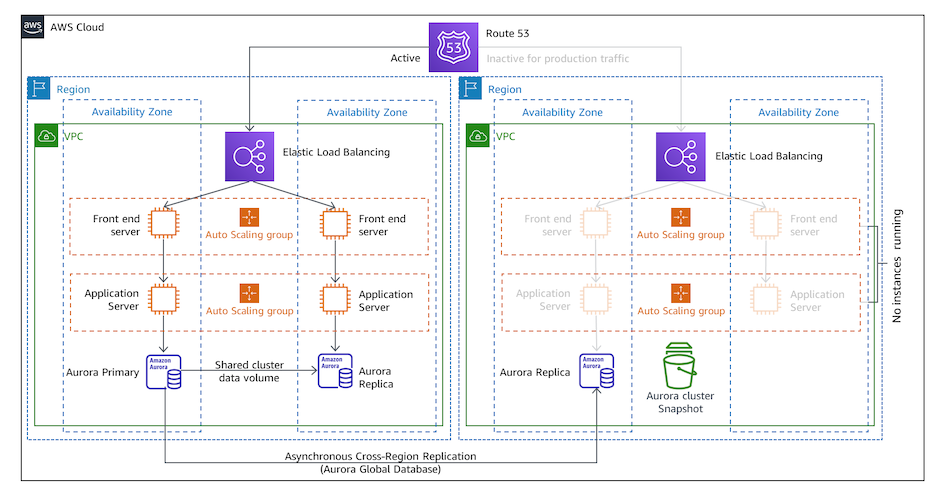 aws
AWS Cloud
53
Route 53
Active
Inactive for production traffic
Region
Availability Zone
Availability Zone
VPC
Elastic Load Balancing
Front end
server
Auto Scaling group
Front end
server
Application
Server
Auto Scaling group
Application
Server
Aurora Primary
Amazon
Aurora
Shared cluster
data volume
Amazon
Aurora
Aurora
Replica
Region
Availability Zone
Availability Zone
VPC
Elastic Load Balancing
Front end
server
Auto Scaling group
Front end
server
Application
Server
Auto Scaling group
Application
Server
No instances running
Aurora Replica
Amazon
Aurora
Aurora cluster
Snapshot
Asynchronous Cross-Region Replication
(Aurora Global Database)